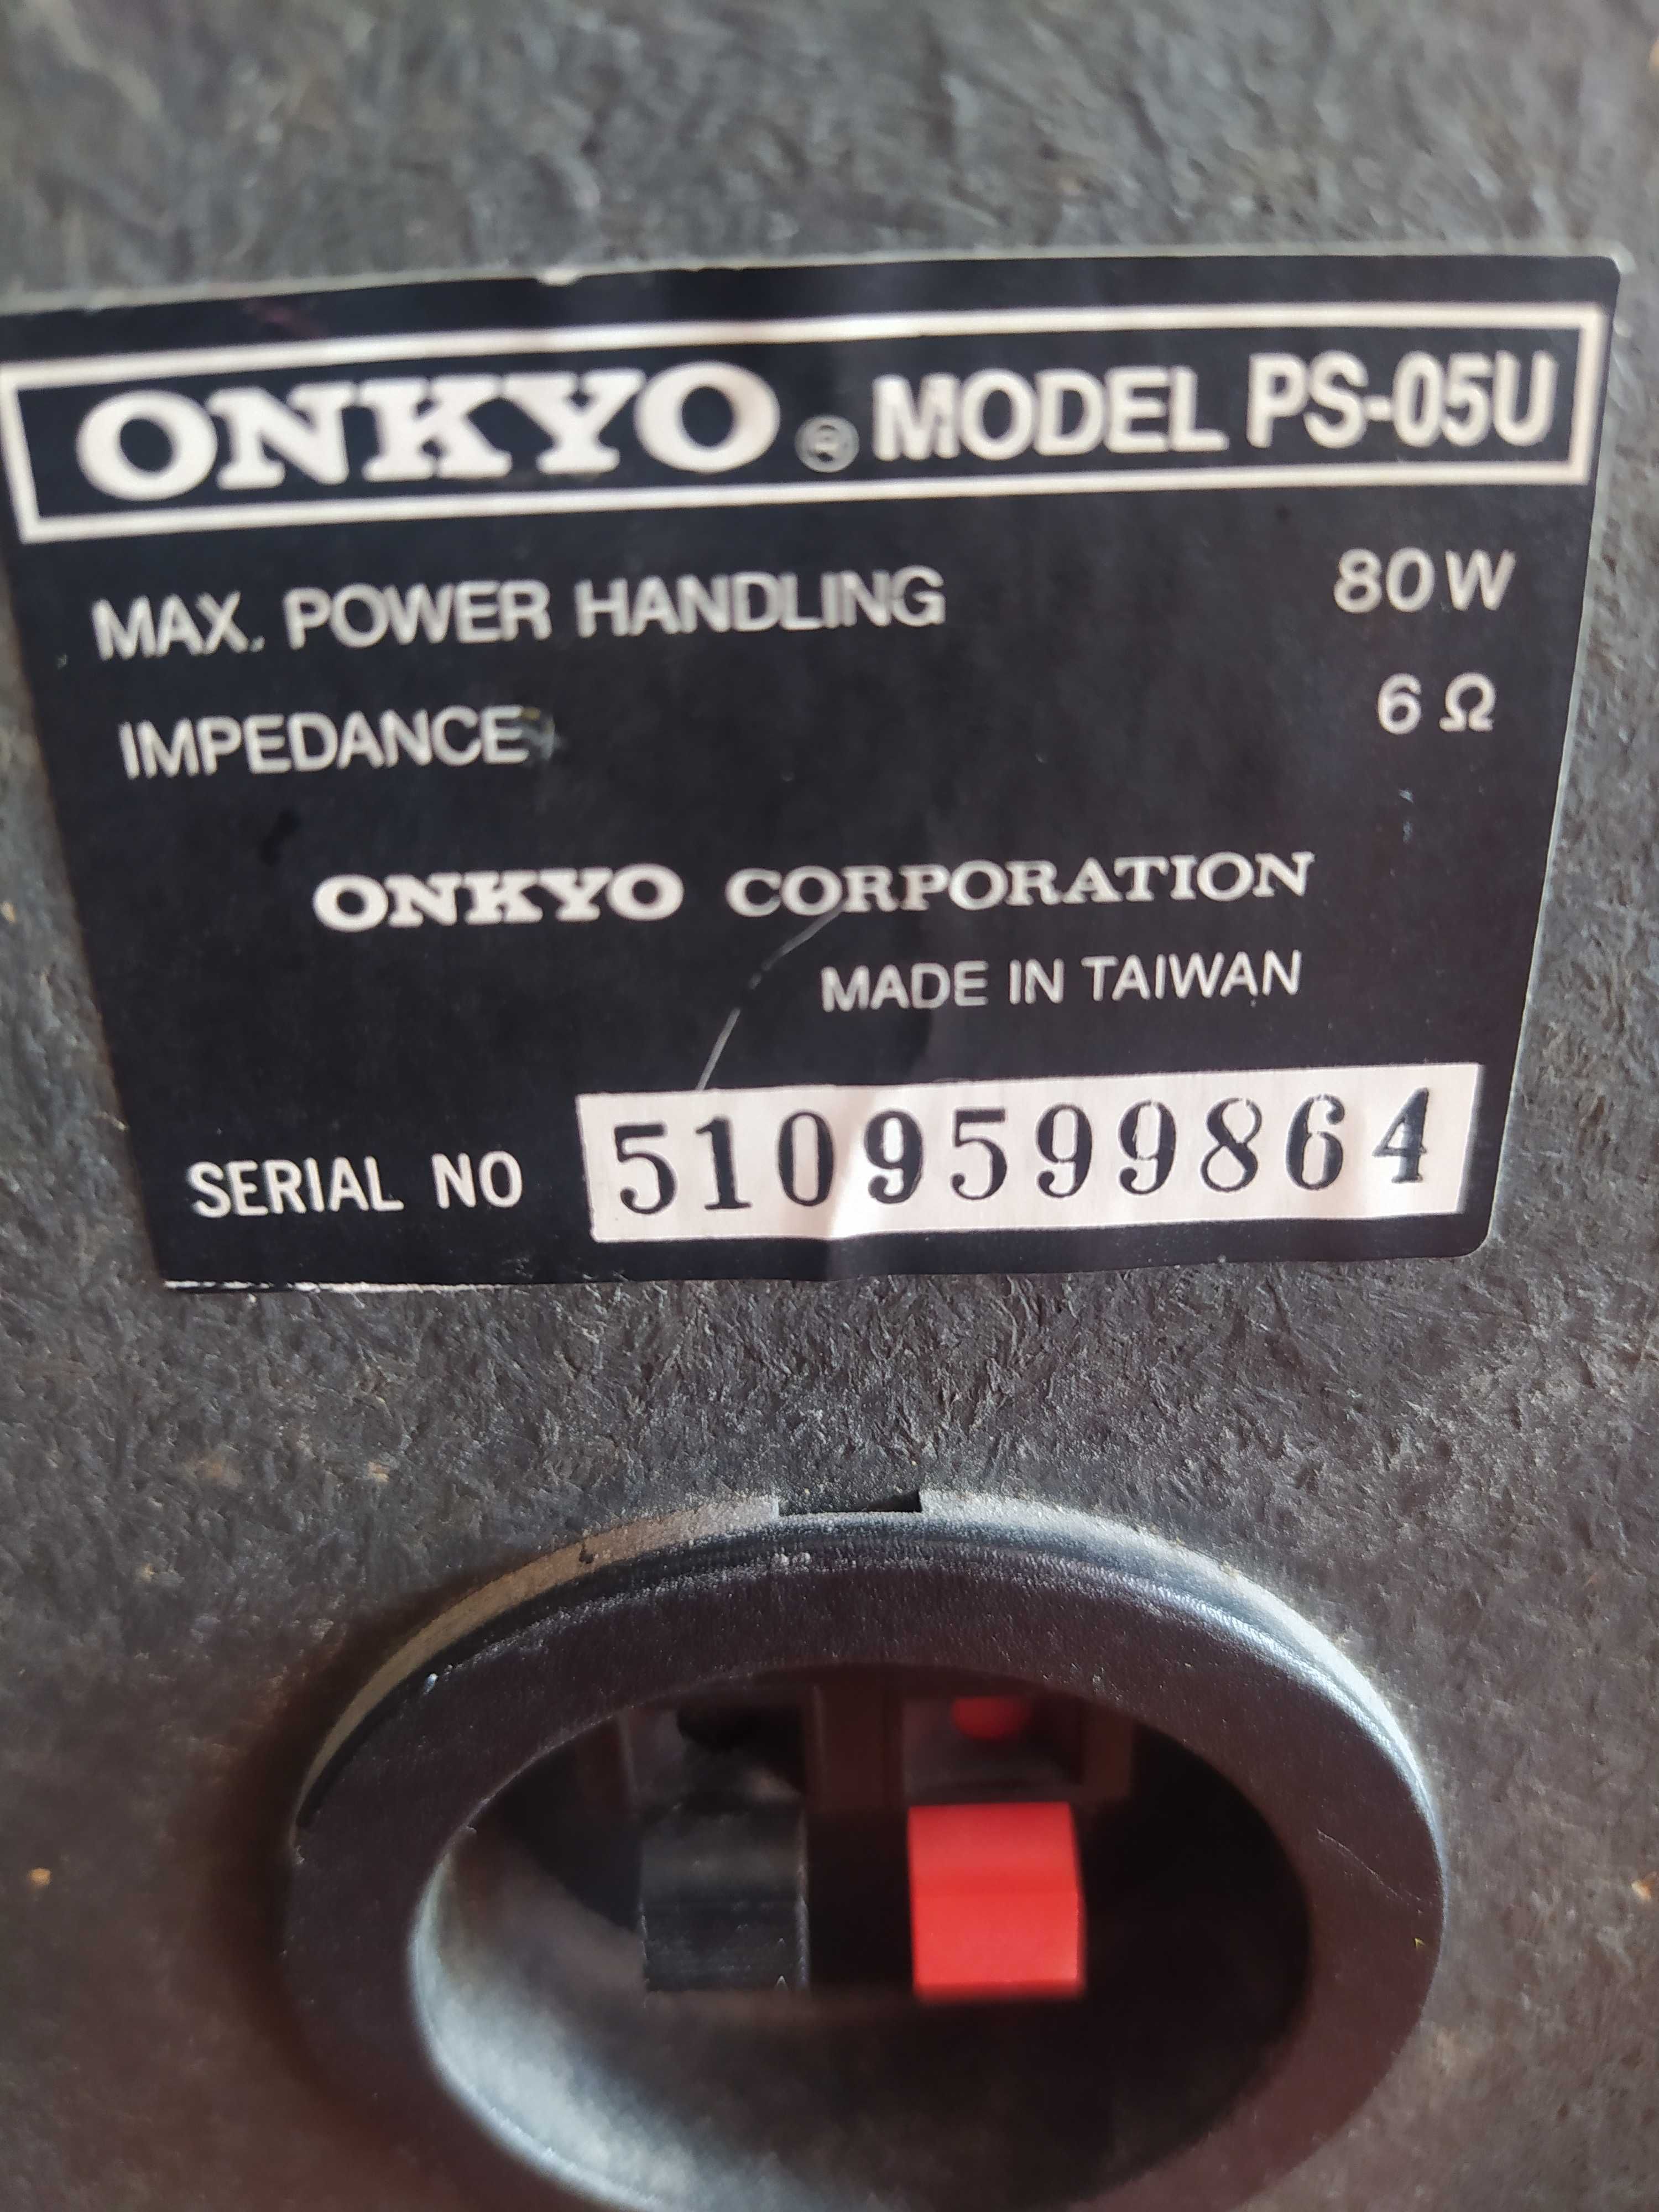 ONKYO ® MODEL PS-05U
MAX. POWER HANDLING 80W
IMPEDANCE 6 Ω
ONKYO CORPORATION
MADE IN TAIWAN
SERIAL NO 5109599864